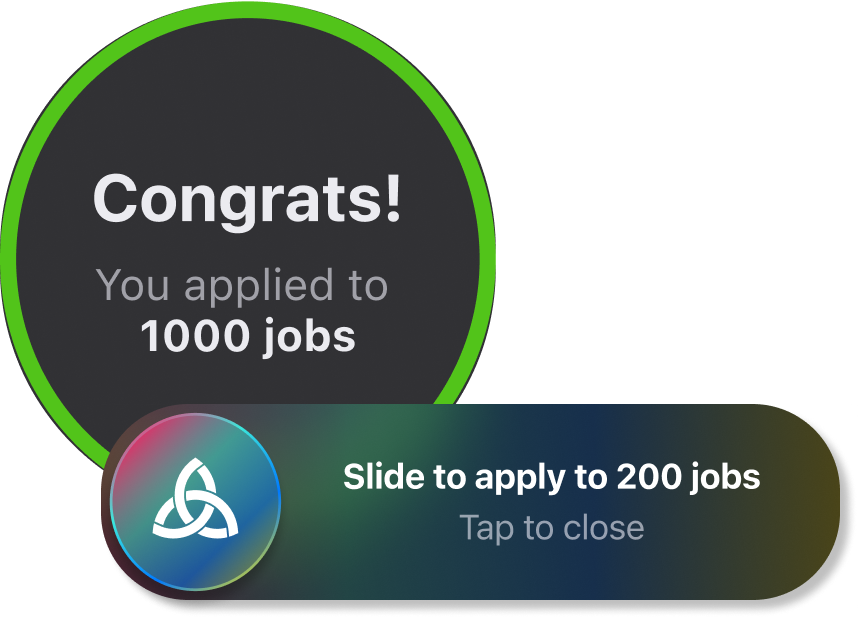 Congrats!
You applied to
1000 jobs
Slide to apply to 200 jobs
Tap to close